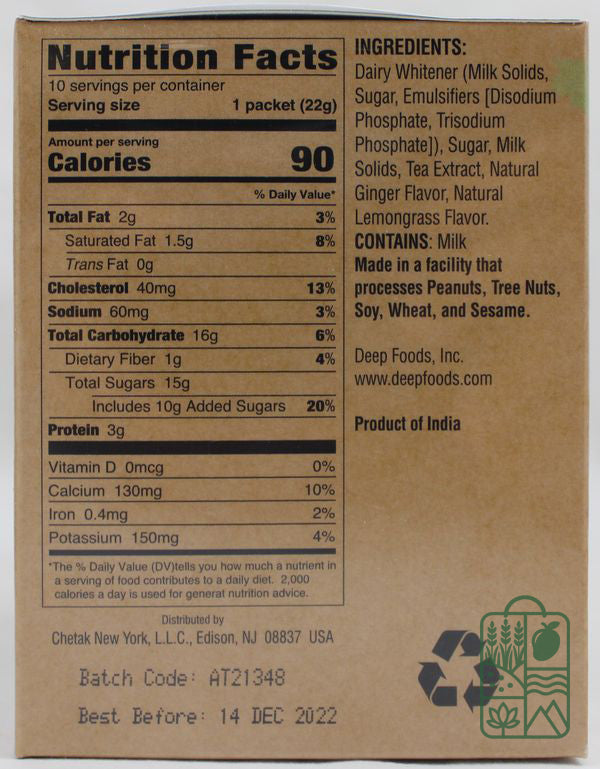 Nutrition Facts
10 servings per container
Serving size 1 packet (22g)
Amount per serving
Calories 90
% Daily Value*
Total Fat 2g 3%
Saturated Fat 1.5g 8%
Trans Fat 0g
Cholesterol 40mg 13%
Sodium 60mg 3%
Total Carbohydrate 16g 6%
Dietary Fiber 1g 4%
Total Sugars 15g
Includes 10g Added Sugars 20%
Protein 3g
Vitamin D 0mcg 0%
Calcium 130mg 10%
Iron 0.4mg 2%
Potassium 150mg 4%
*The % Daily Value (DV)tells you how much a nutrient in
a serving of food contributes to a daily diet. 2,000
calories a day is used for generat nutrition advice.
Distributed by
Chetak New York, L.L.C., Edison, NJ 08837 USA
Batch Code: AT21348
Best Before: 14 DEC 2022
INGREDIENTS:
Dairy Whitener (Milk Solids,
Sugar, Emulsifiers [Disodium
Phosphate, Trisodium
Phosphate]), Sugar, Milk
Solids, Tea Extract, Natural
Ginger Flavor, Natural
Lemongrass Flavor.
CONTAINS: Milk
Made in a facility that
processes Peanuts, Tree Nuts,
Soy, Wheat, and Sesame.
Deep Foods, Inc.
www.deepfoods.com
Product of India